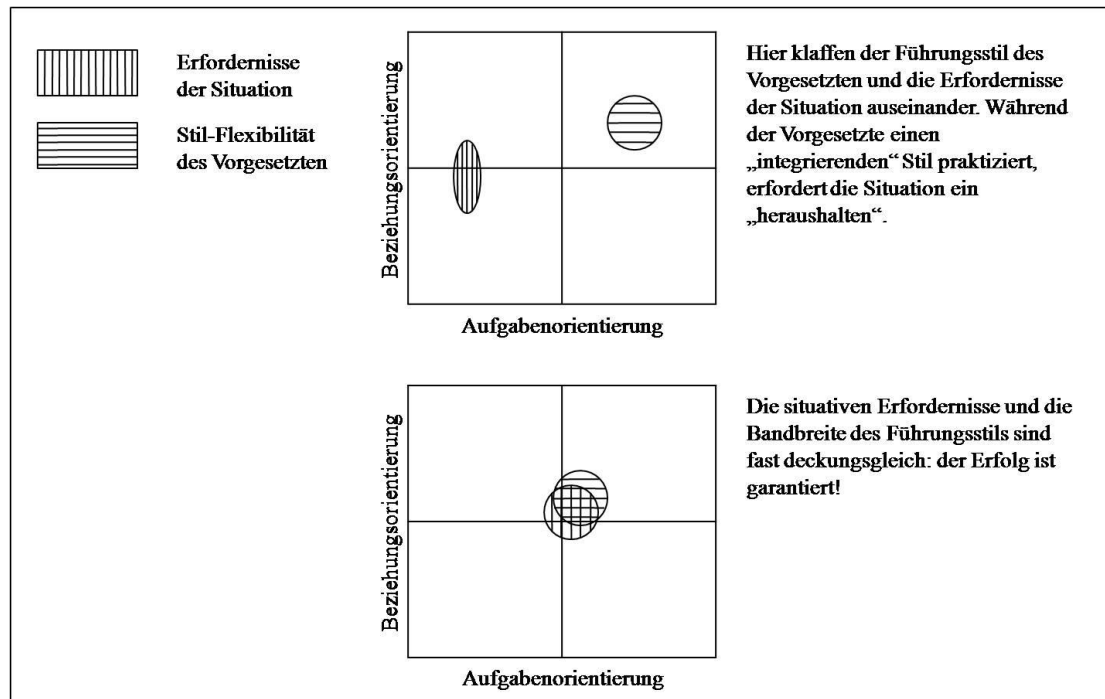 Erfordernisse
der Situation
Stil-Flexibilität
des Vorgesetzten
Beziehungsorientierung
Aufgabenorientierung
Hier klaffen der Führungsstil des
Vorgesetzten und die Erfordernisse
der Situation auseinander. Während
der Vorgesetzte einen
„integrierenden“ Stil praktiziert,
erfordert die Situation ein
„heraushalten“.
Beziehungsorientierung
Aufgabenorientierung
Die situativen Erfordernisse und die
Bandbreite des Führungsstils sind
fast deckungsgleich: der Erfolg ist
garantiert!